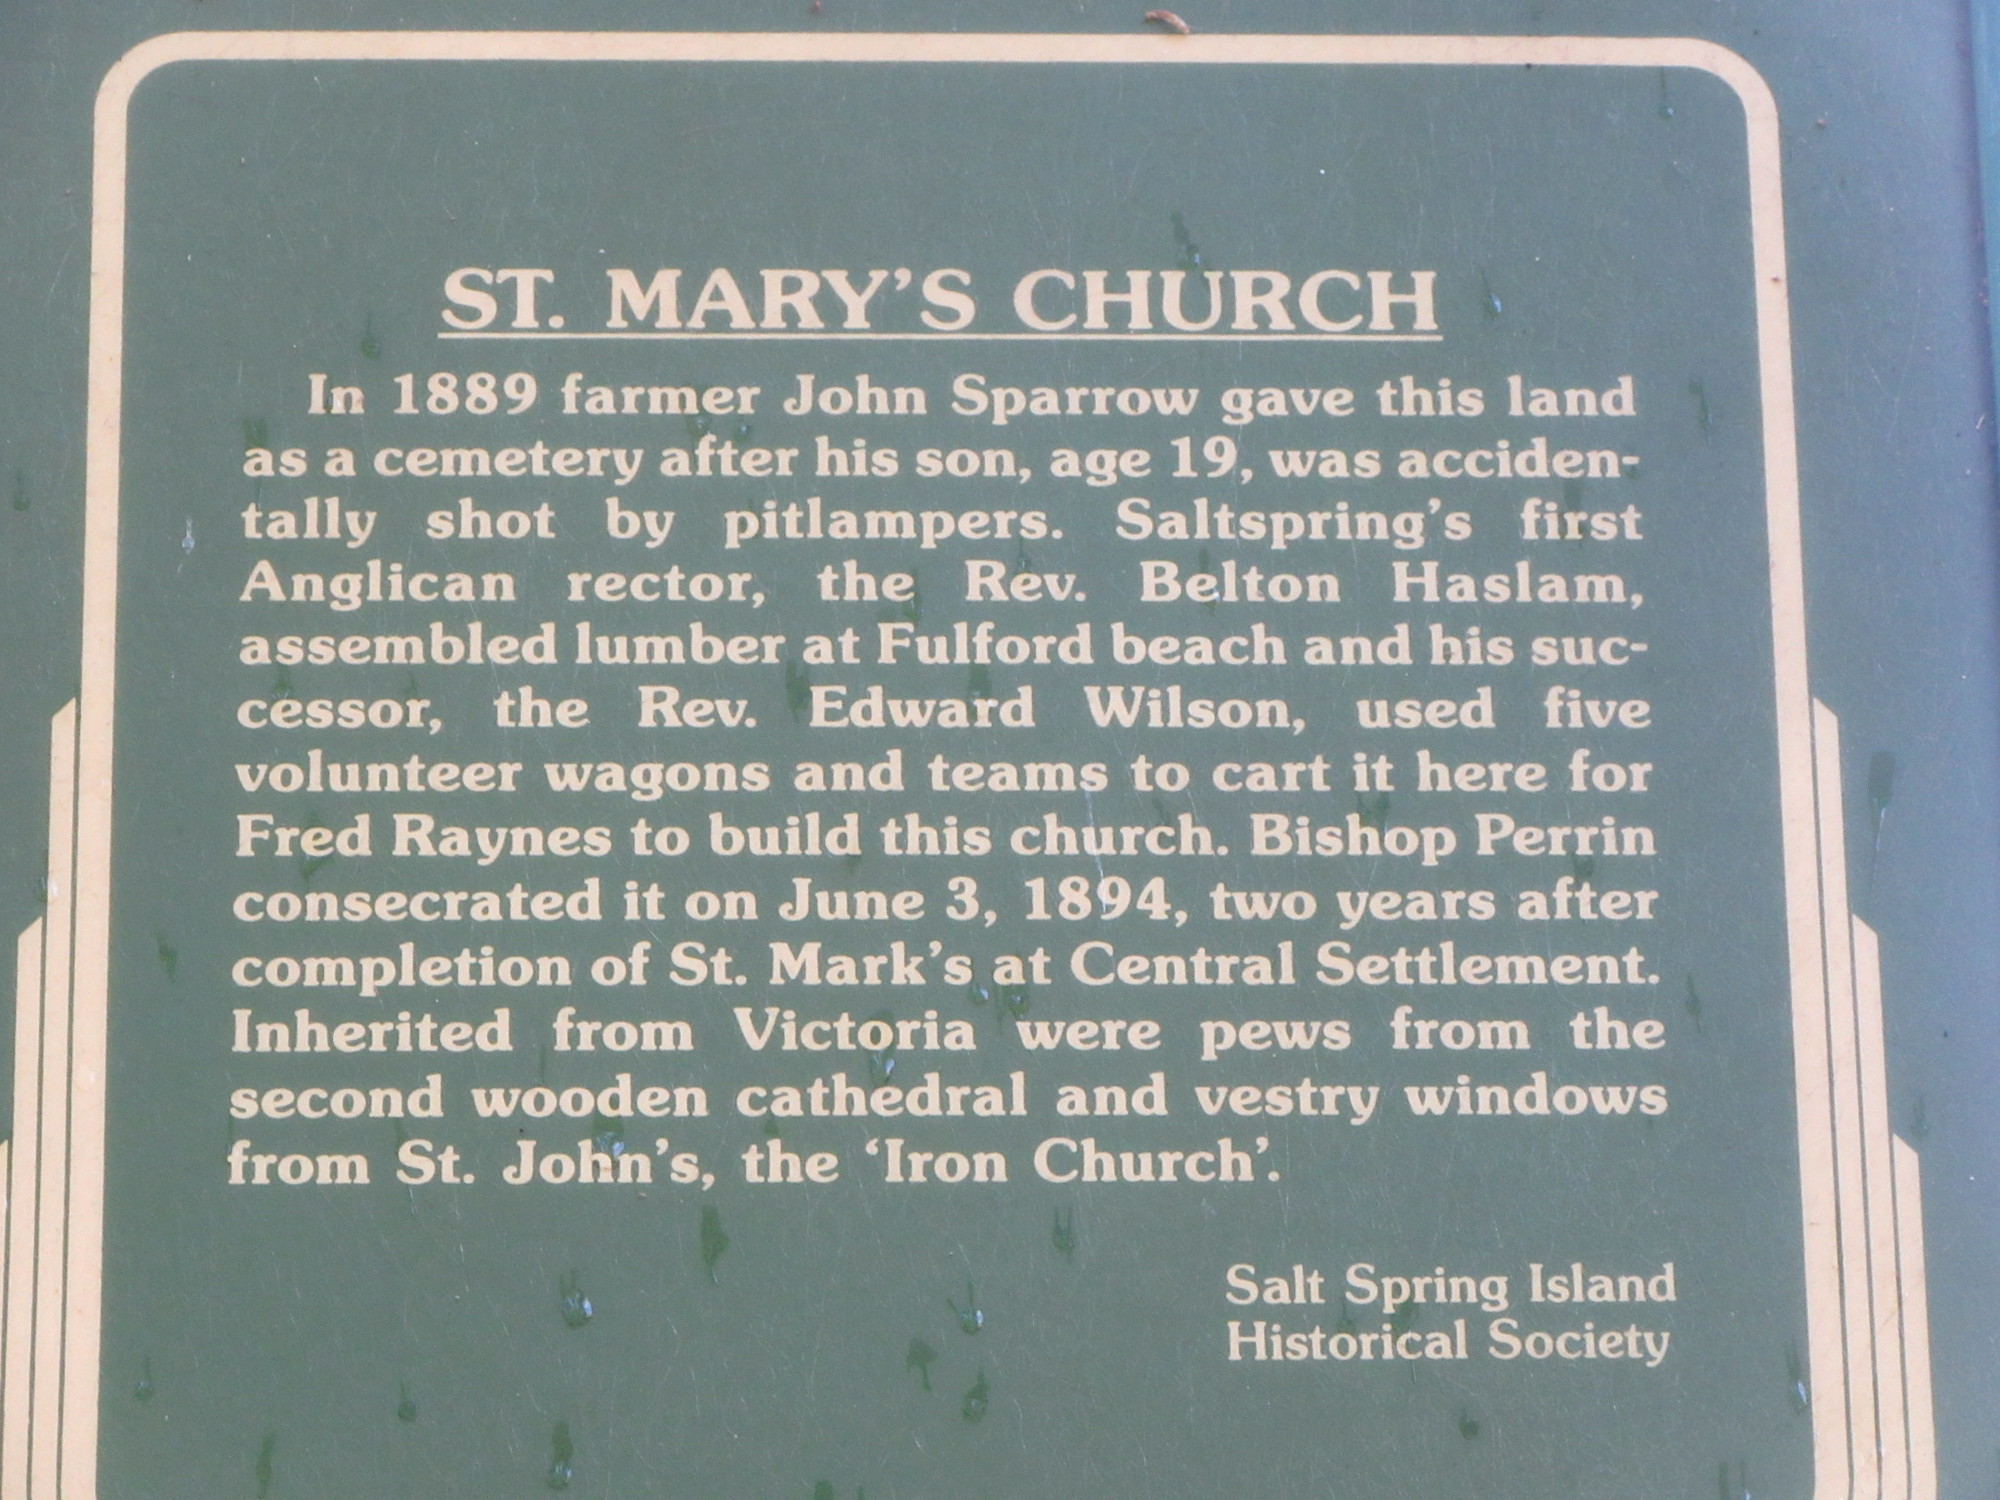 ST. MARY'S CHURCH
In 1889 farmer John Sparrow gave this land
as a cemetery after his son, age 19, was acciden-
tally shot by pitlampers. Saltspring's first
Anglican rector, the Rev. Belton Haslam,
assembled lumber at Fulford beach and his suc-
cessor, the Rev. Edward Wilson, used five
volunteer wagons and teams to cart it here for
Fred Raynes to build this church. Bishop Perrin
consecrated it on June 3, 1894, two years after
completion of St. Mark's at Central Settlement.
Inherited from Victoria were pews from the
second wooden cathedral and vestry windows
from St. John's, the ‘Iron Church’.
Salt Spring Island
Historical Society